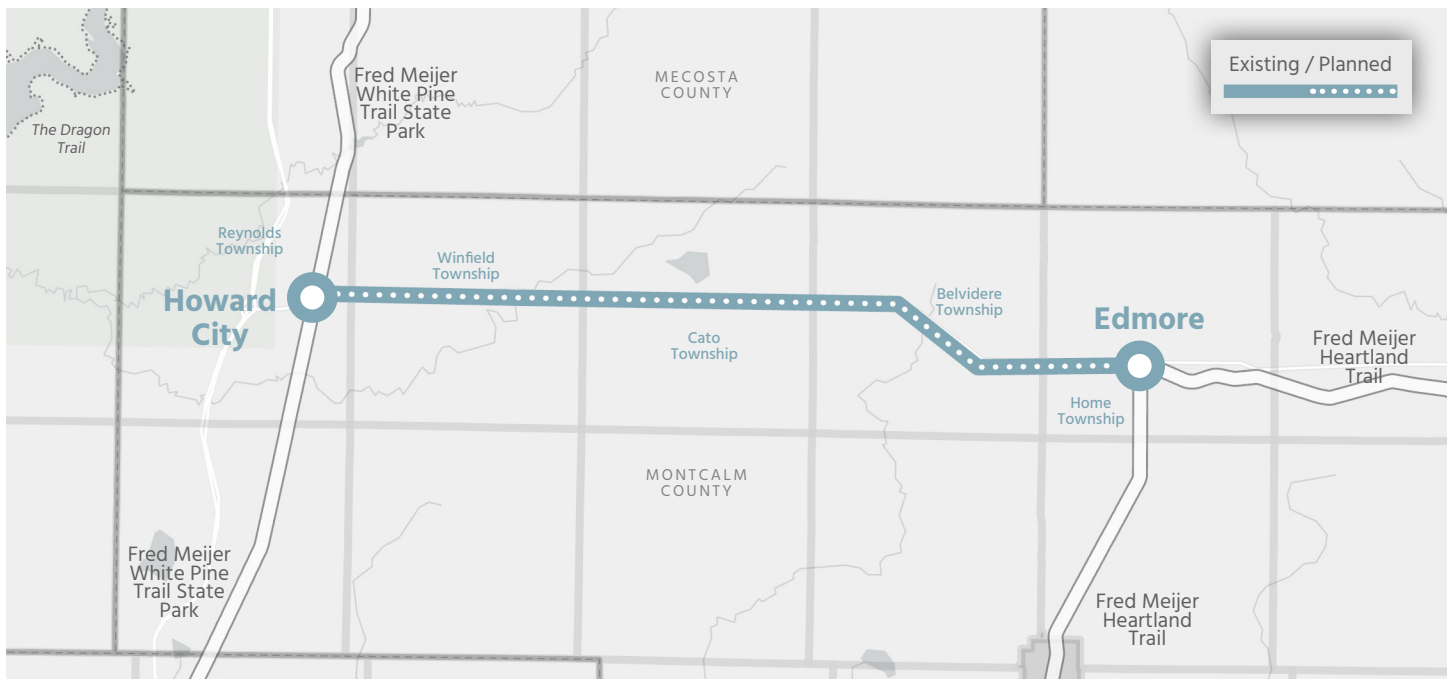 Existing / Planned
Fred Meijer
White Pine
Trail State
Park
MECOSTA
COUNTY
The Dragon
Trail
Reynolds
Township
Winfield
Township
Howard
City
Belvidere
Township
Edmore
Cato
Township
Fred Meijer
Heartland
Trail
Home
Township
MONTCALM
COUNTY
Fred Meijer
White Pine
Trail State
Park
Fred Meijer
Heartland
Trail